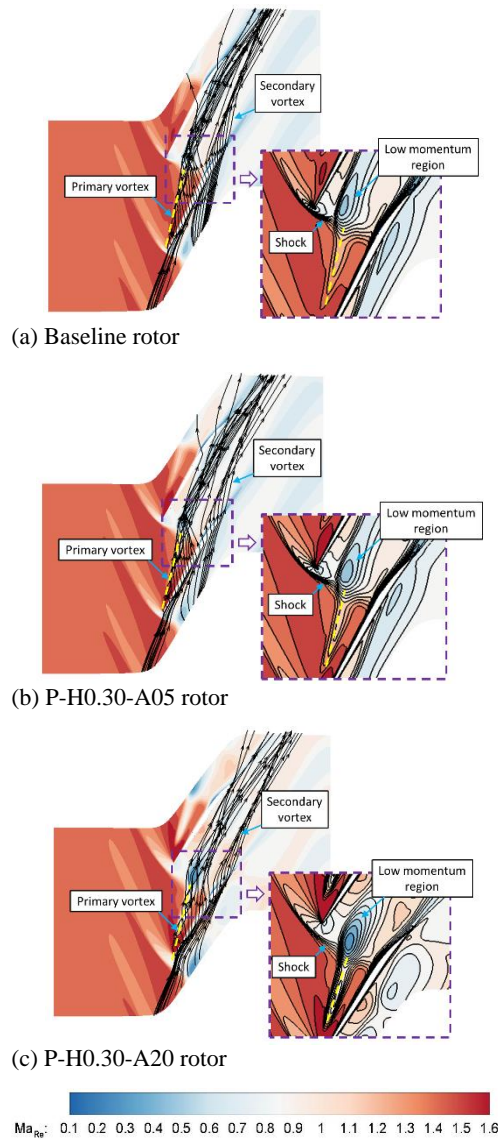 Secondary
vortex
Primary vortex
Low momentum
region
Shock
(a) Baseline rotor
Secondary
vortex
Primary vortex
Low momentum
region
Shock
(b) P-H0.30-A05 rotor
Secondary
vortex
Primary vortex
Low momentum
region
Shock
(c) P-H0.30-A20 rotor
Ma_Re: 0.1 0.2 0.3 0.4 0.5 0.6 0.7 0.8 0.9 1 1.1 1.2 1.3 1.4 1.5 1.6